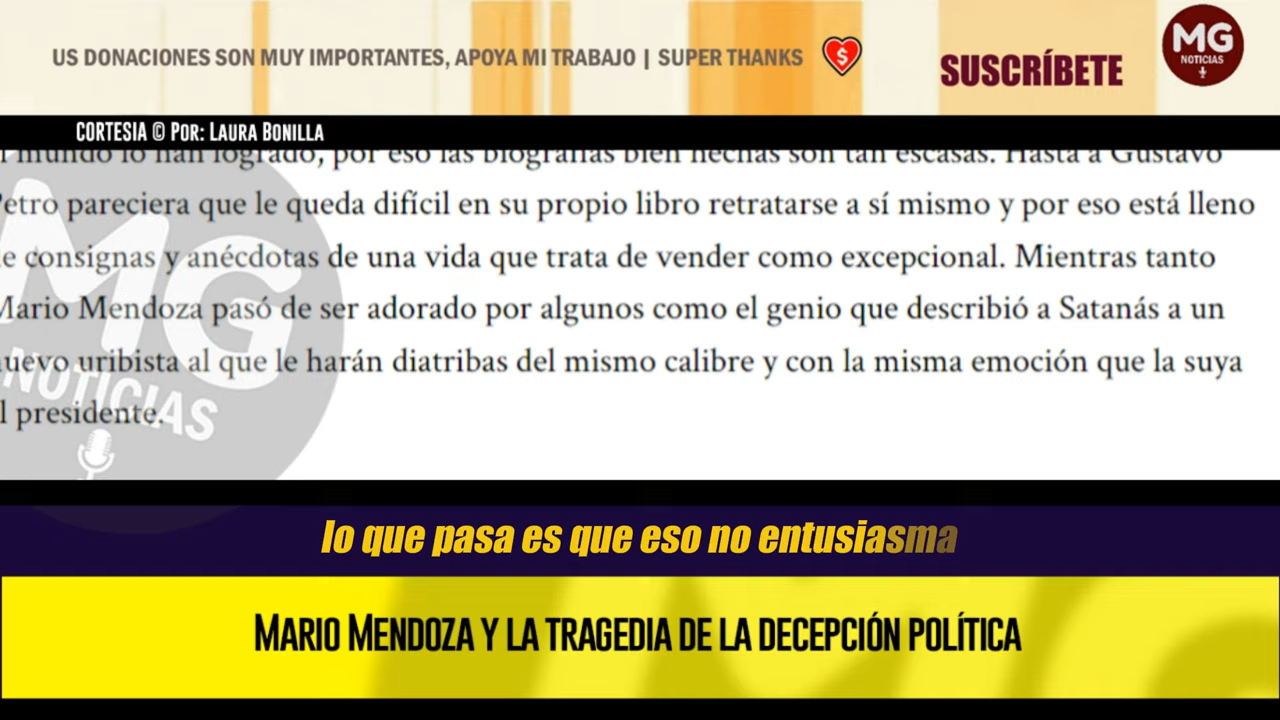 US DONACIONES SON MUY IMPORTANTES, APOYA MI TRABAJO | SUPER THANKS
$
SUSCRÍBETE
MG
NOTICIAS
CORTESIA © POR: LAURA BONILLA
mundo lo han logrado, por eso las biografías bien hechas son tan escasas. Hasta a Gustavo
Petro pareciera que le queda difícil en su propio libro retratarse a sí mismo y por eso está lleno
e consignas y anécdotas de una vida que trata de vender como excepcional. Mientras tanto
Mario Mendoza pasó de ser adorado por algunos como el genio que describió a Satanás a un
nuevo uribista al que le harán diatribas del mismo calibre y con la misma emoción que la suya
l presidente.
MG
NOTICIAS
lo que pasa es que eso no entusiasma
MARIO MENDOZA Y LA TRAGEDIA DE LA DECEPCIÓN POLÍTICA